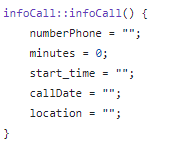 infoCall::infoCall() {
    numberPhone = "";
    minutes = 0;
    start_time = "";
    callDate = "";
    location = "";
}